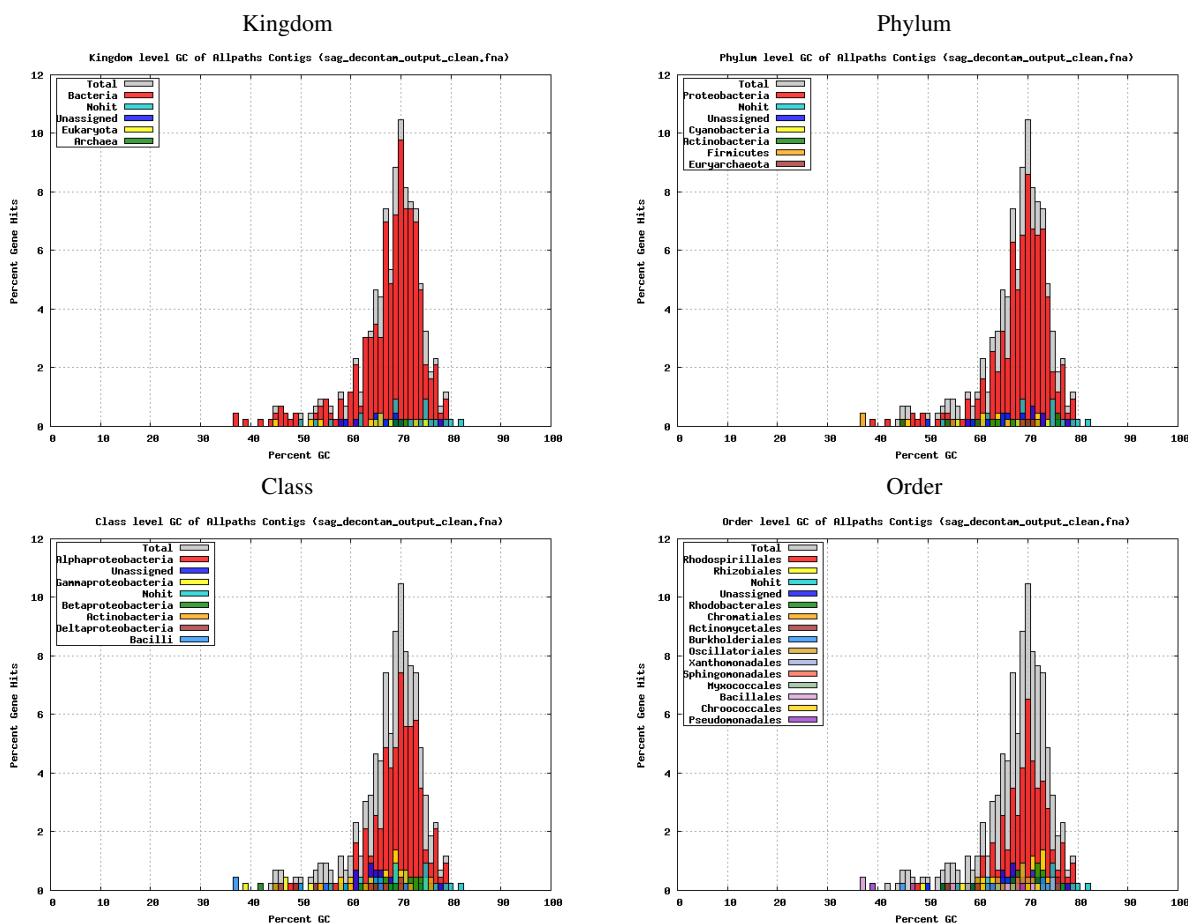 Kingdom
Kingdom level GC of Allpaths Contigs (sag_decontam_output_clean.fna)
Percent Gene Hits
12
10
8
6
4
2
0
Total
Bacteria
Nohit
Unassigned
Eukaryota
Archaea
0 10 20 30 40 50 60 70 80 90 100
Percent GC
Phylum
Phylum level GC of Allpaths Contigs (sag_decontam_output_clean.fna)
Percent Gene Hits
12
10
8
6
4
2
0
Total
Proteobacteria
Nohit
Unassigned
Cyanobacteria
Actinobacteria
Firmicutes
Euryarchaeota
0 10 20 30 40 50 60 70 80 90 100
Percent GC
Class
Class level GC of Allpaths Contigs (sag_decontam_output_clean.fna)
Percent Gene Hits
12
10
8
6
4
2
0
Total
Alphaproteobacteria
Unassigned
Gammaproteobacteria
Nohit
Betaproteobacteria
Actinobacteria
Deltaproteobacteria
Bacilli
0 10 20 30 40 50 60 70 80 90 100
Percent GC
Order
Order level GC of Allpaths Contigs (sag_decontam_output_clean.fna)
Percent Gene Hits
12
10
8
6
4
2
0
Total
Rhodospirillales
Rhizobiales
Nohit
Unassigned
Rhodobacterales
Chromatiales
Actinomycetales
Burkholderiales
Oscillatoriales
Xanthomonadales
Sphingomonadales
Myxococcales
Bacillales
Chroococcales
Pseudomonadales
0 10 20 30 40 50 60 70 80 90 100
Percent GC